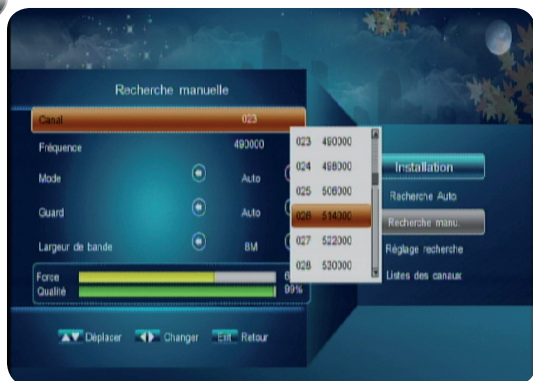 Recherche manuelle
Canal 023
Fréquence 490000
Mode Auto
Guard Auto
Largeur de bande 8M
Force 6
Qualité 99%
Déplacer Changer Exit Retour
023 490000
024 498000
025 506000
026 514000
027 522000
028 530000
Installation
Recherche Auto.
Recherche manu.
Réglage recherche
Listes des canaux